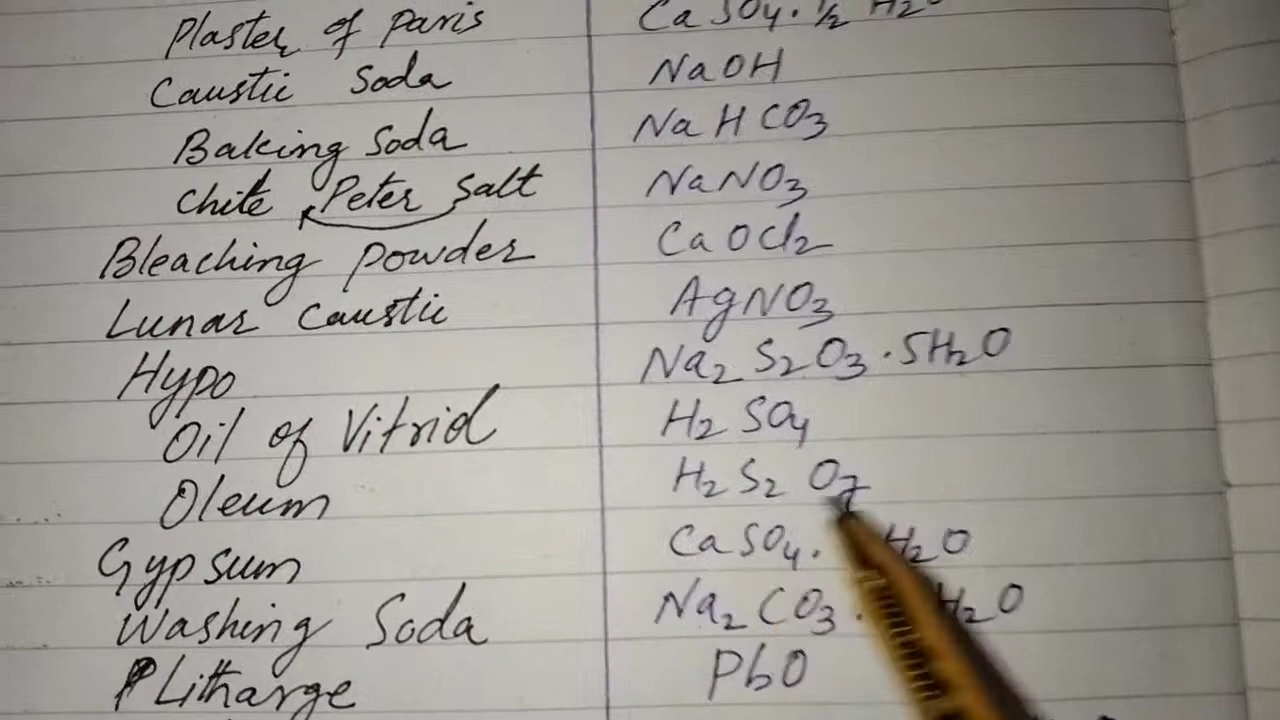 Plaster of Paris CaSO4. ½ H2O
Caustic Soda NaOH
Baking Soda NaHCO3
Chile Peter Salt NaNO3
Bleaching Powder CaOCl2
Lunar Caustic AgNO3
Hypo Na2S2O3.5H2O
Oil of Vitriol H2SO4
Oleum H2S2O7
Gypsum CaSO4. H2O
Washing Soda Na2CO3. H2O
Litharge PbO